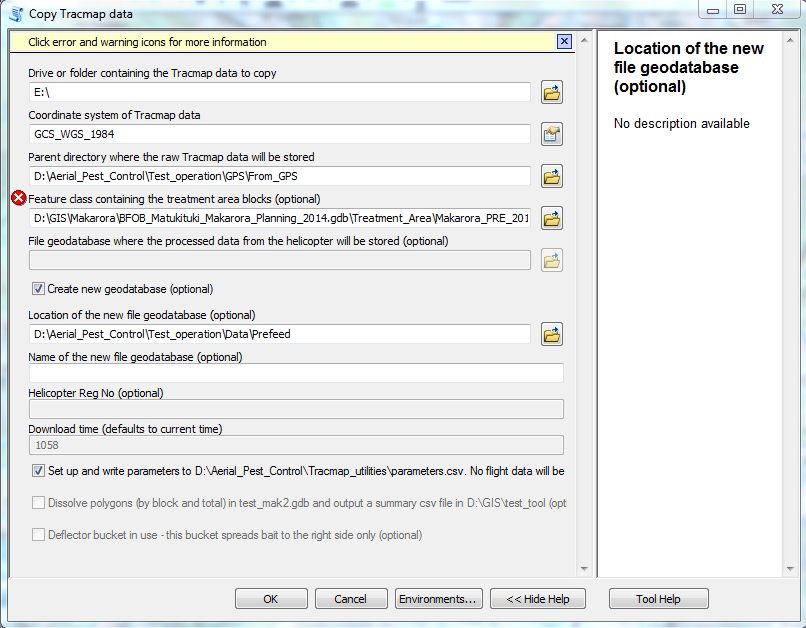 Copy Tracmap data
Click error and warning icons for more information
Drive or folder containing the Tracmap data to copy
E:\
Coordinate system of Tracmap data
GCS_WGS_1984
Parent directory where the raw Tracmap data will be stored
D:\Aerial_Pest_Control\Test_operation\GPS\From_GPS
Feature class containing the treatment area blocks (optional)
D:\GIS\Makarora\BFOB_Matukituki_Makarora_Planning_2014.gdb\Treatment_Area\Makarora_PRE_201
File geodatabase where the processed data from the helicopter will be stored (optional)
Create new geodatabase (optional)
Location of the new file geodatabase (optional)
D:\Aerial_Pest_Control\Test_operation\Data\Prefeed
Name of the new file geodatabase (optional)
Helicopter Reg No (optional)
Download time (defaults to current time)
1058
Set up and write parameters to D:\Aerial_Pest_Control\Tracmap_utilities\parameters.csv. No flight data will be
Dissolve polygons (by block and total) in test_mak2.gdb and output a summary csv file in D:\GIS\test_tool (opt
Deflector bucket in use - this bucket spreads bait to the right side only (optional)
OK
Cancel
Environments...
<< Hide Help
Location of the new
file geodatabase
(optional)
No description available
Tool Help